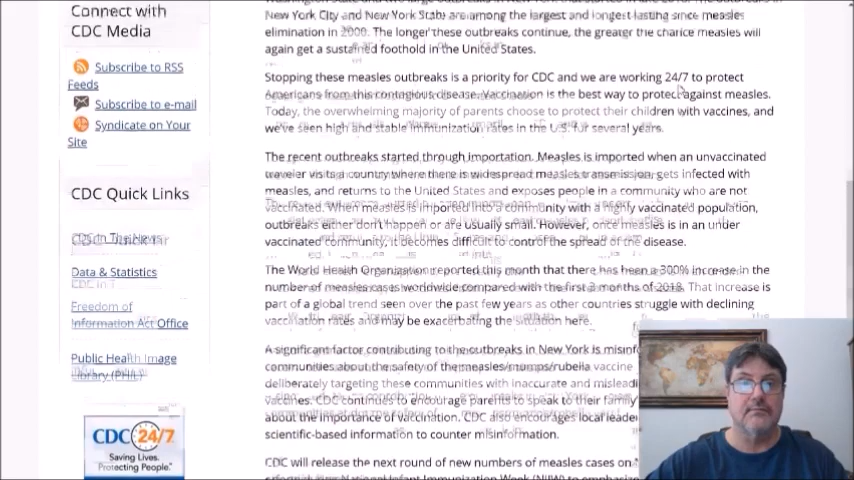 Connect with
CDC Media
Subscribe to RSS
Feeds
Subscribe to e-mail
Syndicate on Your
Site
CDC Quick Links
Data & Statistics
Freedom of
Information Act Office
Public Health Image
Library (PHIL)
CDC 24/7
Saving Lives.
Protecting People.™
New York City and New York State are among the largest and longest lasting since measles
elimination in 2000. The longer these outbreaks continue, the greater the chance measles will
again get a sustained foothold in the United States.
Stopping these measles outbreaks is a priority for CDC and we are working 24/7 to protect
Americans from this contagious disease. Vaccination is the best way to protect against measles.
Today, the overwhelming majority of parents choose to protect their children with vaccines, and
we've seen high and stable immunization rates in the U.S. for several years.
The recent outbreaks started through importation. Measles is imported when an unvaccinated
traveler visits a country where there is widespread measles transmission, gets infected with
measles, and returns to the United States and exposes people in a community who are not
vaccinated. When measles is imported into a community with a highly vaccinated population,
outbreaks either don't happen or are usually small. However, once measles is in an under
vaccinated community, it becomes difficult to control the spread of the disease.
The World Health Organization reported this month that there has been a 300% increase in the
number of measles cases worldwide compared with the first 3 months of 2018. That increase is
part of a global trend seen over the past few years as other countries struggle with declining
vaccination rates and may be exacerbating the situation here.
A significant factor contributing to the outbreaks in New York is misinf
communities about the safety of the measles/mumps/rubella vaccine
deliberately targeting these communities with inaccurate and misleadi
vaccines. CDC continues to encourage parents to speak to their family
about the importance of vaccination. CDC also encourages local leader
scientific-based information to counter misinformation.
CDC will release the next round of new numbers of measles cases on